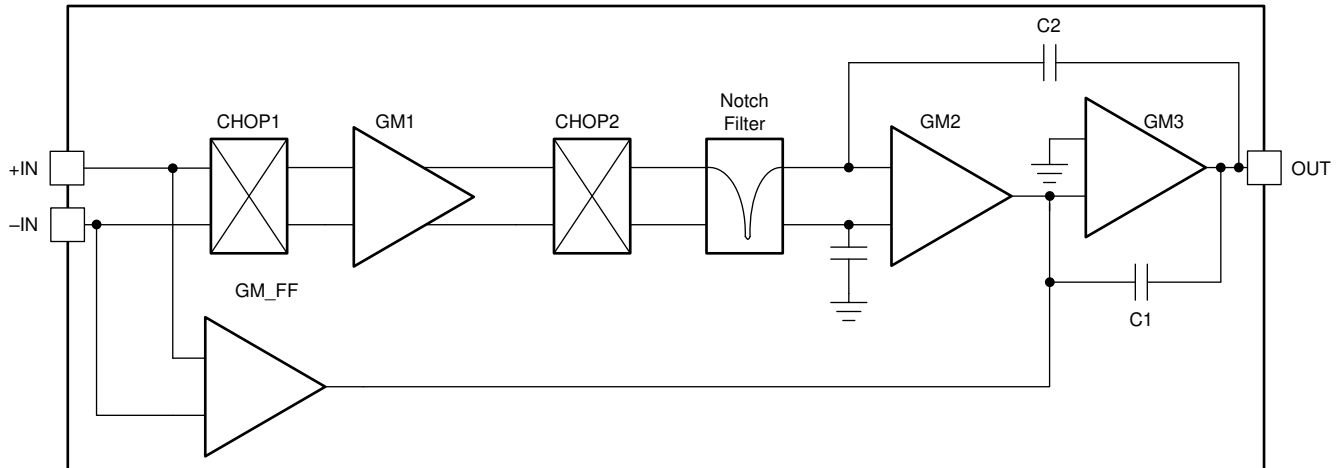 C2
Notch
Filter
CHOP1
GM1
CHOP2
GM2
GM3
+IN
OUT
–IN
GM_FF
C1